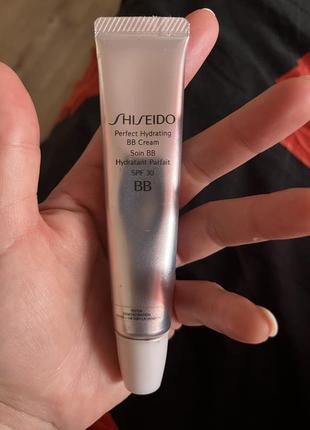 SHISEIDO
Perfect Hydrating
BB Cream
Soin BB
Hydratant Parfait
SPF 30
BB